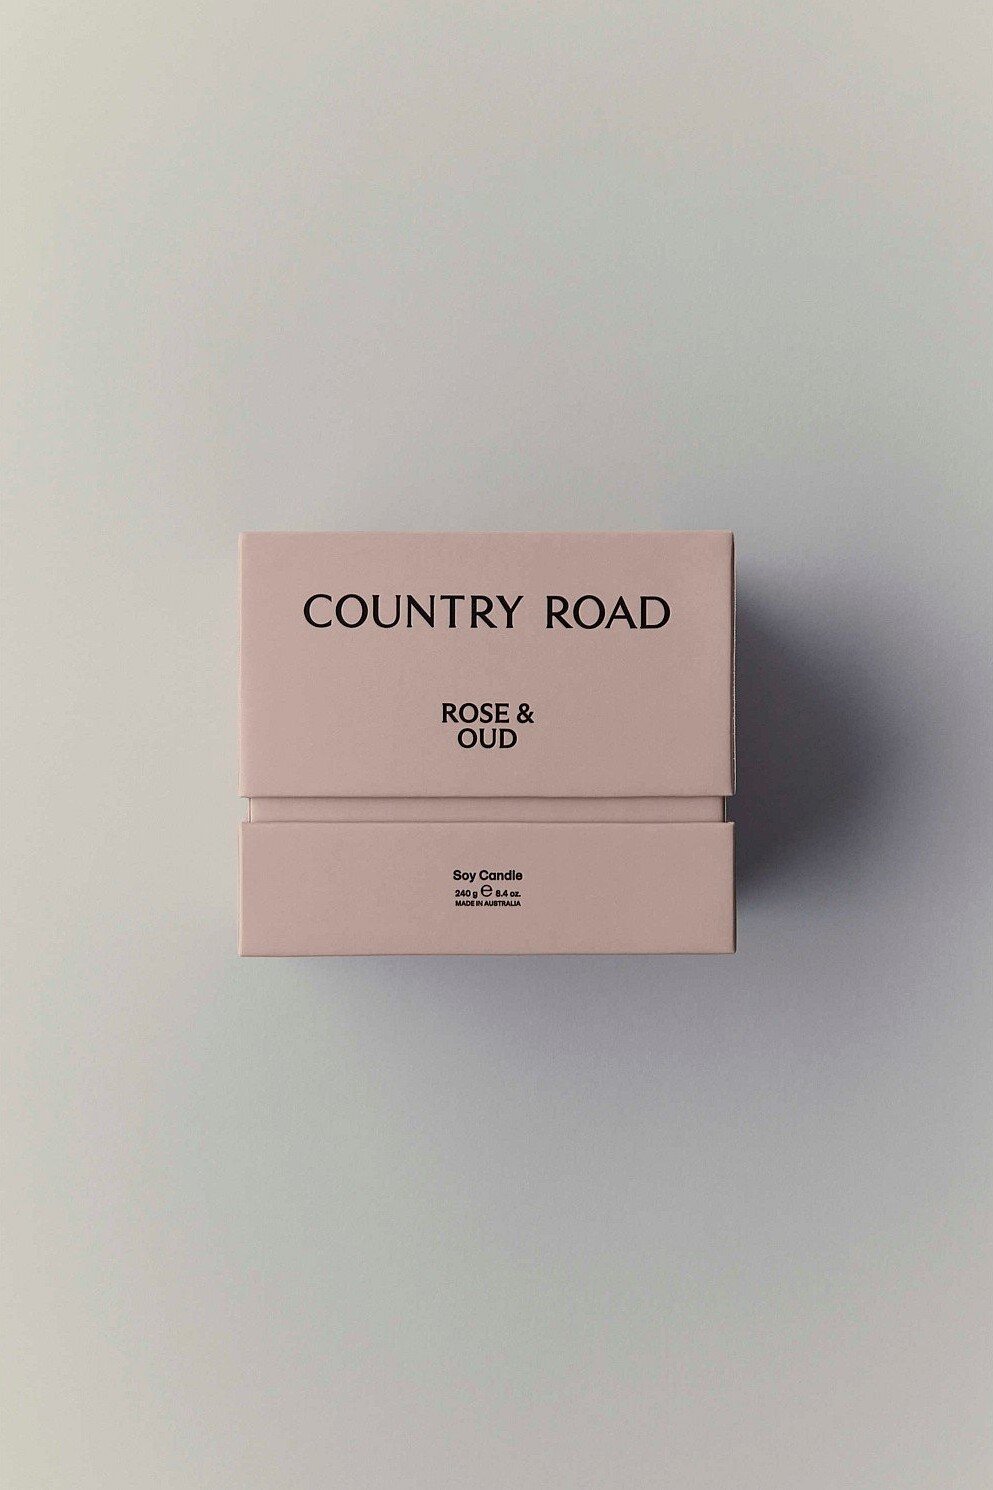 COUNTRY ROAD
ROSE &
OUD
Soy Candle
240 g ℮ 8.4 oz.
MADE IN AUSTRALIA